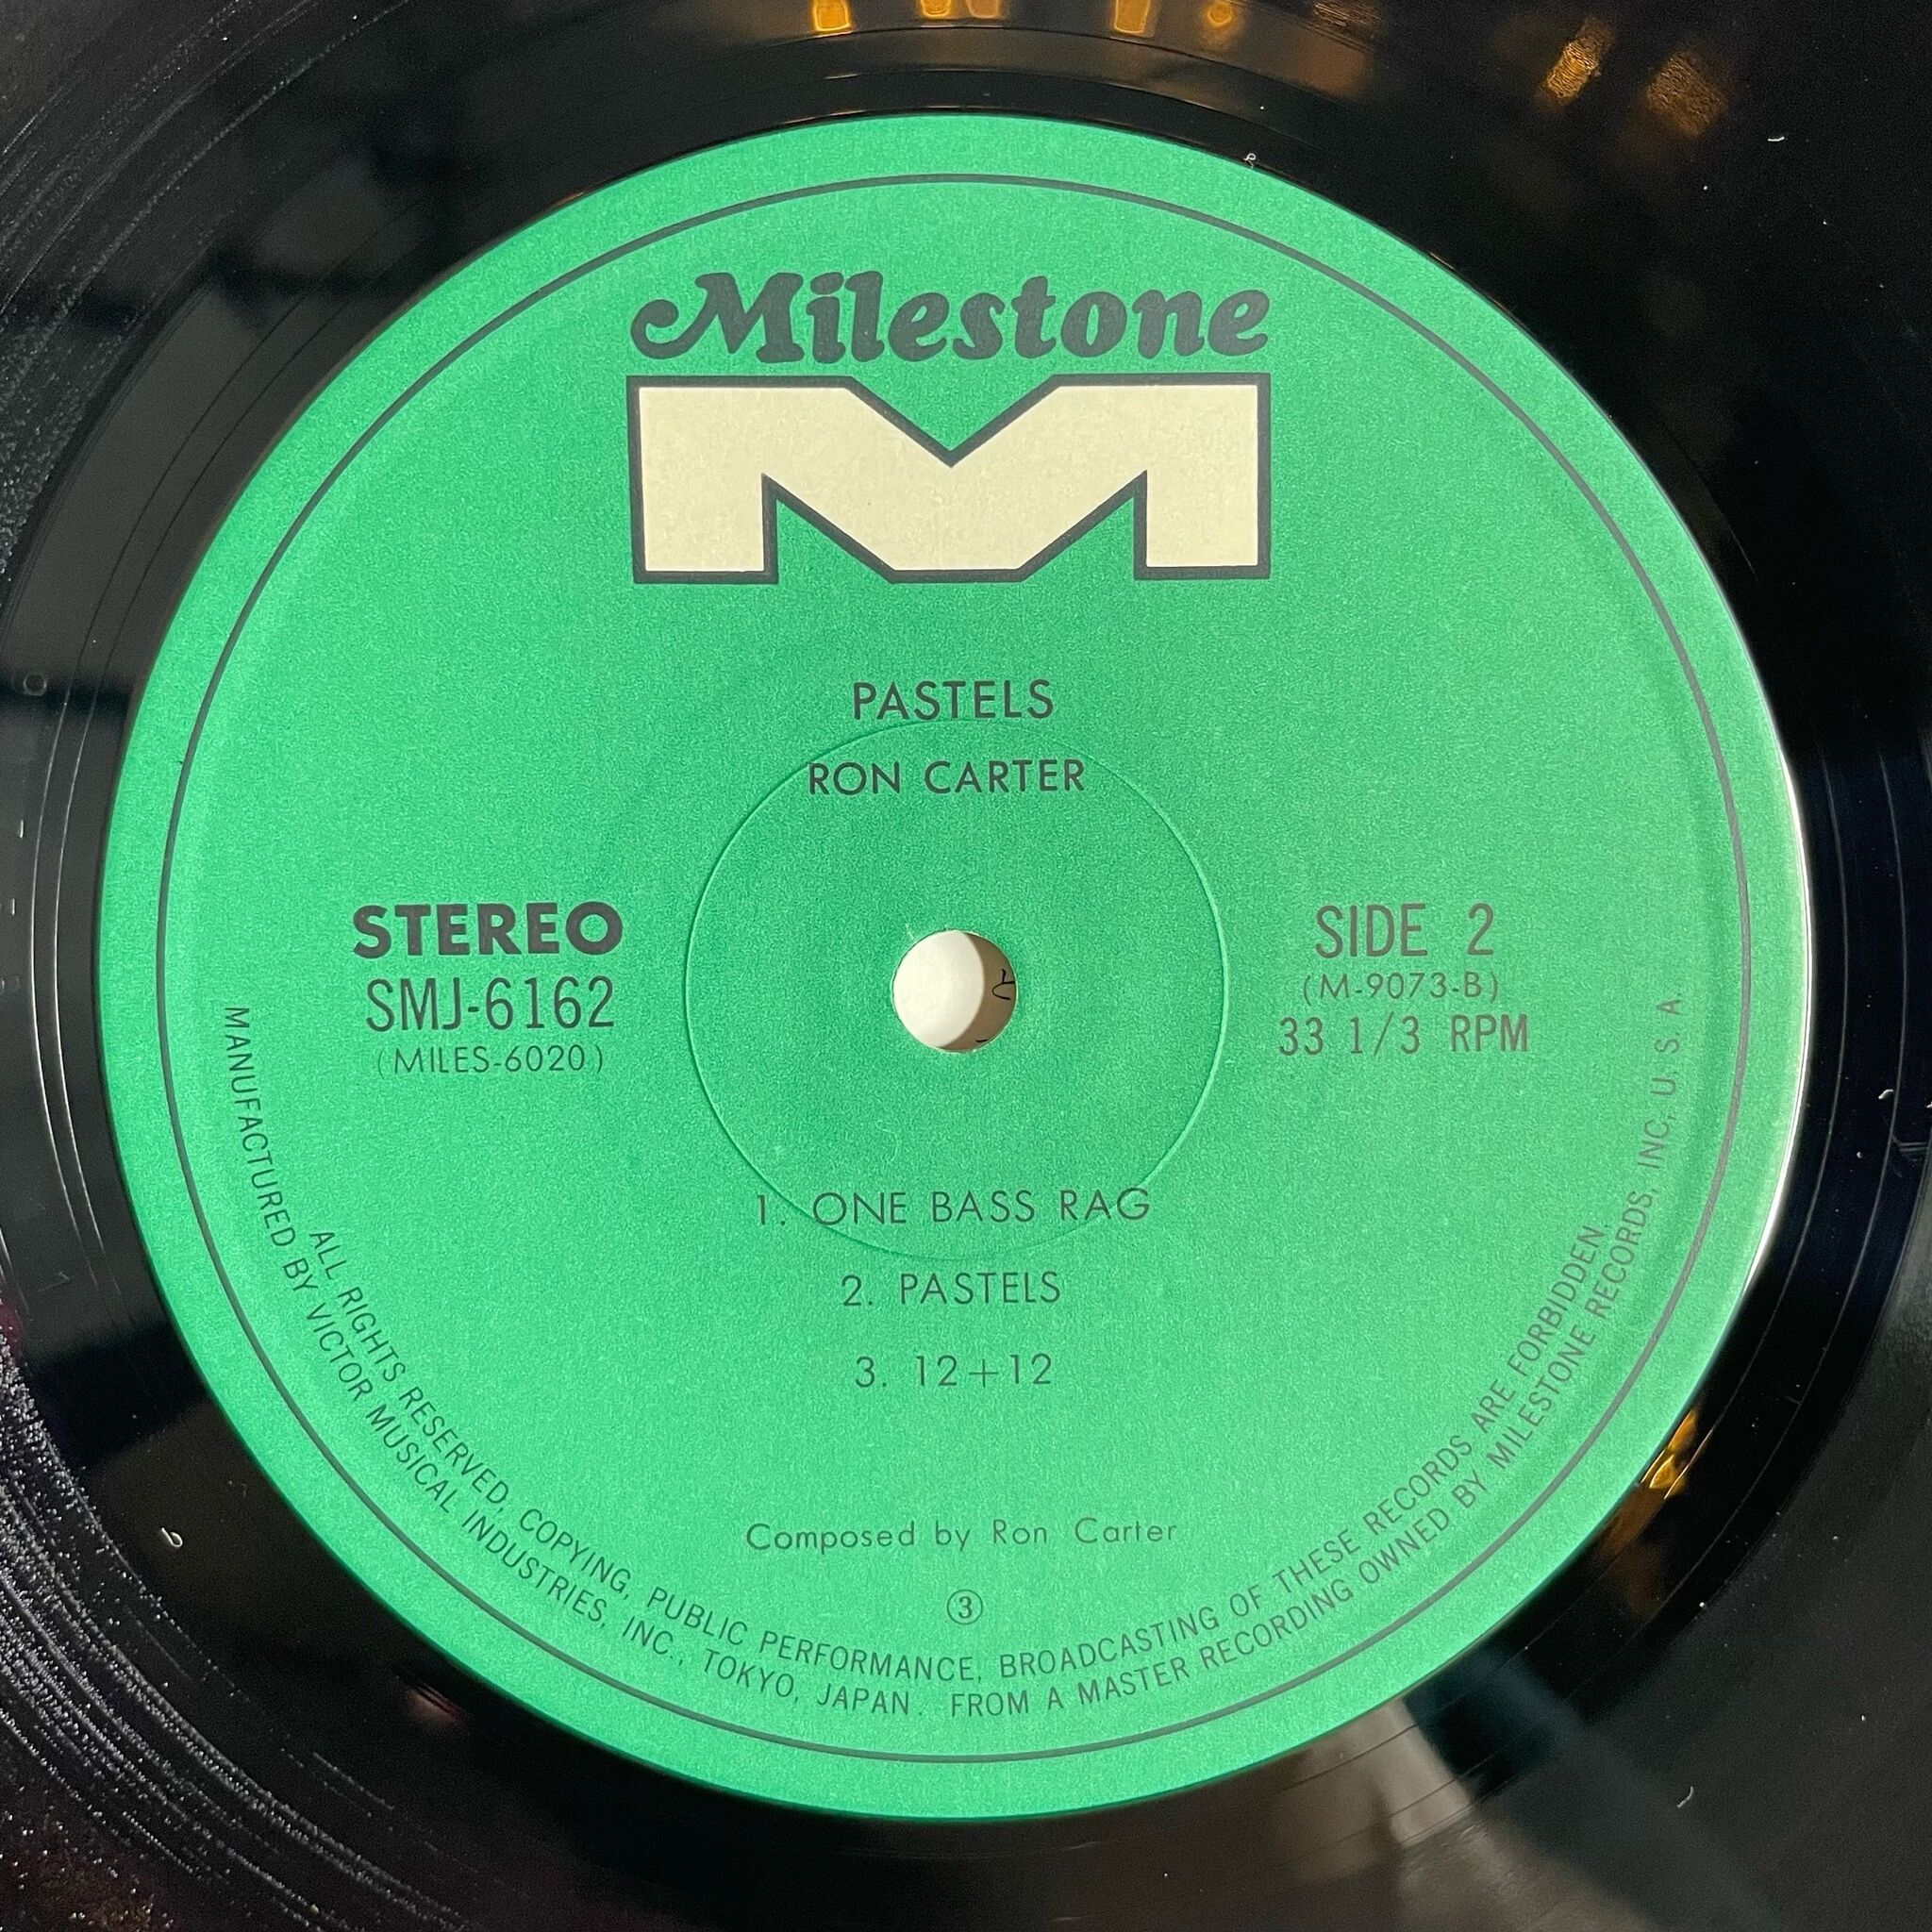 Milestone
M
PASTELS
RON CARTER
STEREO
SMJ-6162
(MILES-6020)
SIDE 2
(M-9073-B)
33 1/3 RPM
1. ONE BASS RAG
2. PASTELS
3. 12+12
Composed by Ron Carter
③
ALL RIGHTS RESERVED, COPYING, PUBLIC PERFORMANCE, BROADCASTING OF THESE RECORDS ARE FORBIDDEN.
MANUFACTURED BY VICTOR MUSICAL INDUSTRIES, INC., TOKYO, JAPAN. FROM A MASTER RECORDING OWNED BY MILESTONE RECORDS, INC, U. S. A.